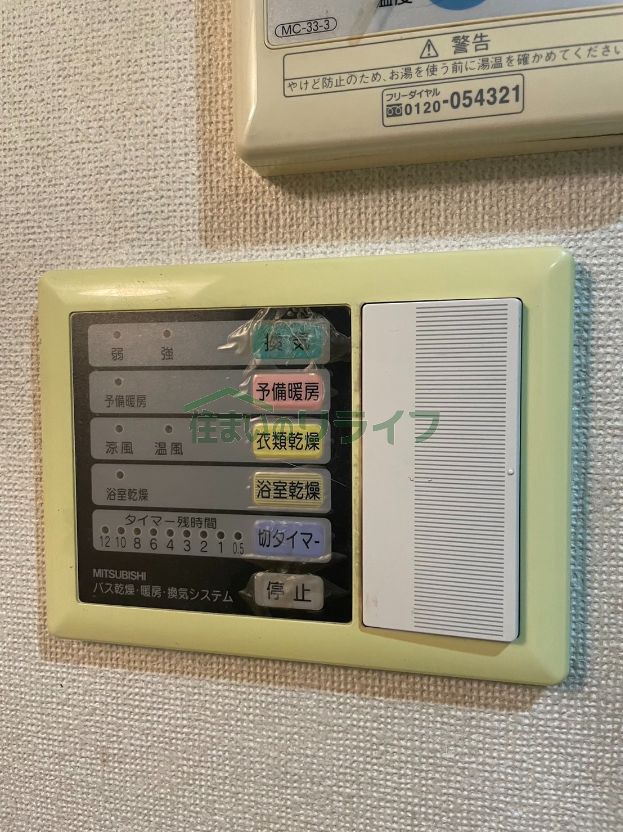 MC-33-3
⚠ 警告
やけど防止のため、お湯を使う前に湯温を確かめてください
フリーダイヤル
0120-054321
弱 強 換気
予備暖房 予備暖房
涼風 温風 衣類乾燥
浴室乾燥 浴室乾燥
タイマー残時間
12 10 8 6 4 3 2 1 0.5 切タイマー
MITSUBISHI
バス乾燥・暖房・換気システム 停止
住まいのリライフ